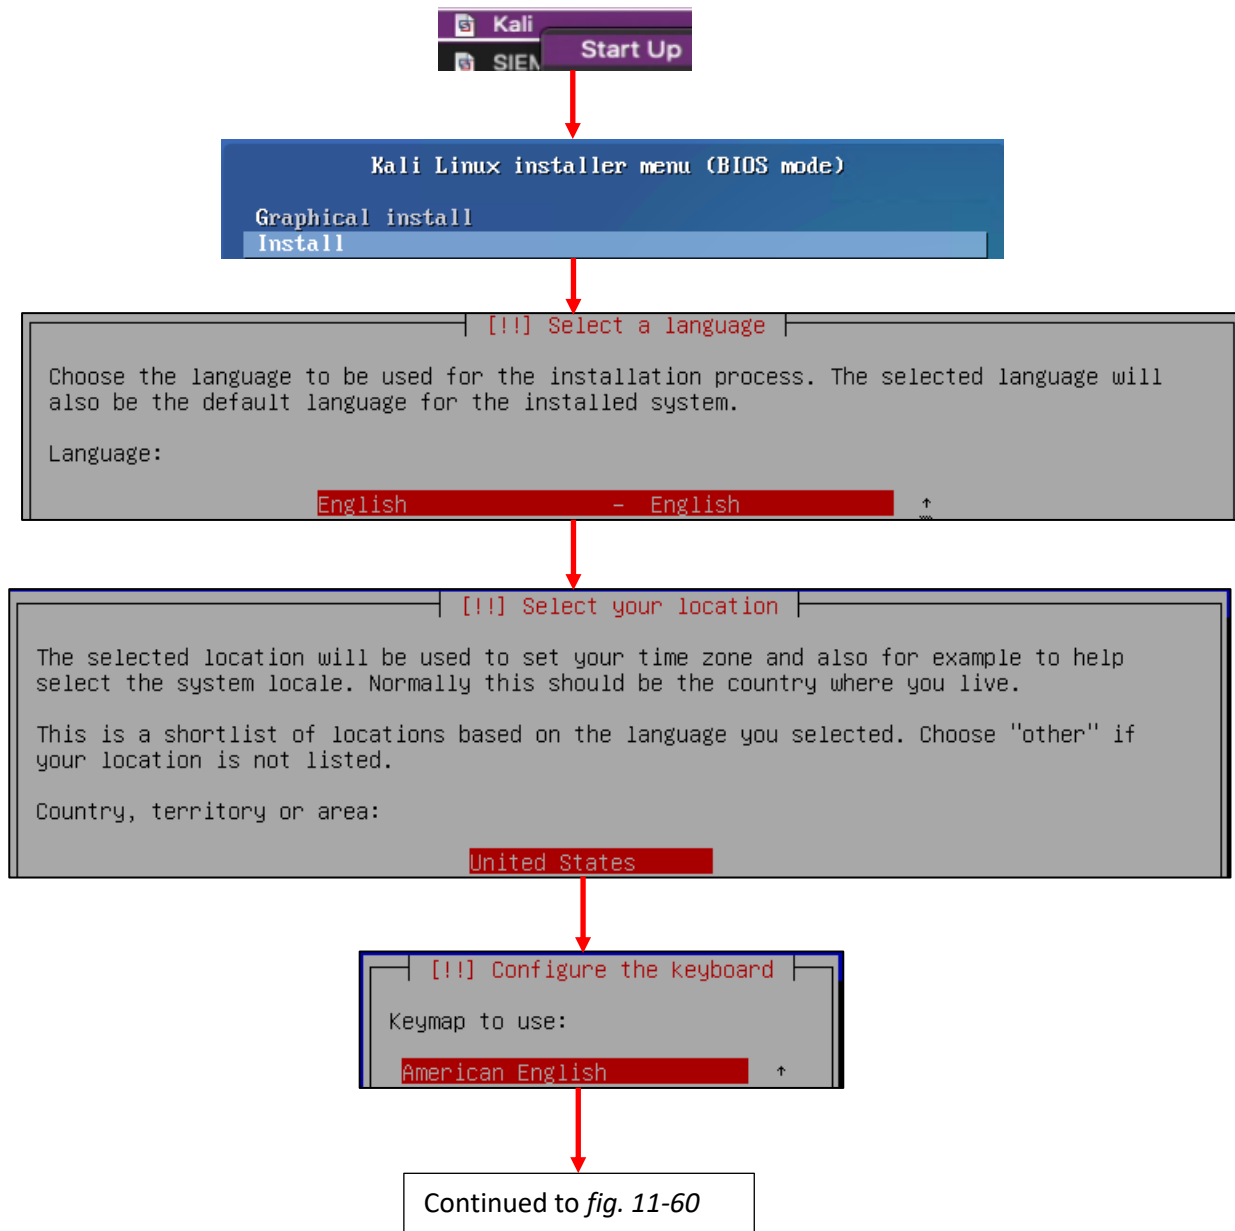 Kali
Start Up
SIEM
Kali Linux installer menu (BIOS mode)
Graphical install
Install
[!!] Select a language
Choose the language to be used for the installation process. The selected language will
also be the default language for the installed system.
Language:
English - English ↑
[!!] Select your location
The selected location will be used to set your time zone and also for example to help
select the system locale. Normally this should be the country where you live.
This is a shortlist of locations based on the language you selected. Choose "other" if
your location is not listed.
Country, territory or area:
United States
[!!] Configure the keyboard
Keymap to use:
American English ↑
Continued to fig. 11-60